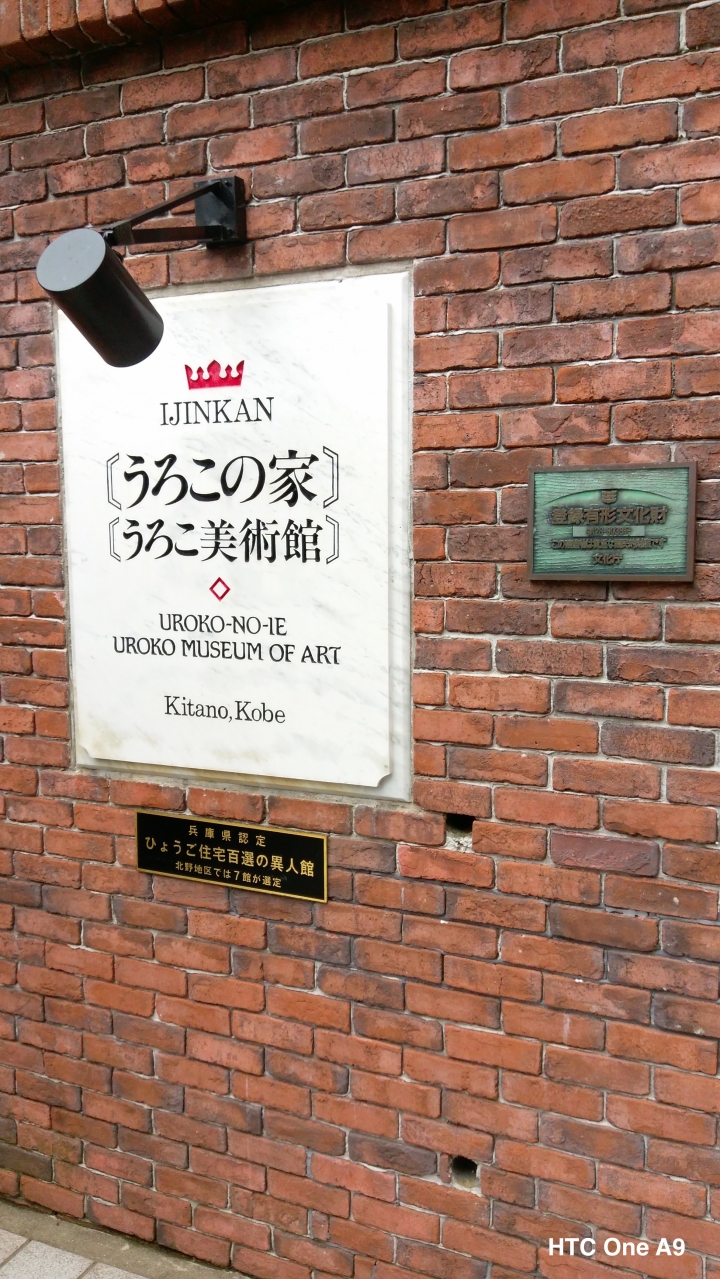 IJINKAN
〔うろこの家〕
〔うろこ美術館〕
UROKO-NO-IE
UROKO MUSEUM OF ART
Kitano, Kobe
登録有形文化財
文化庁
兵庫県認定
ひょうご住宅百選の異人館
北野地区では7館が選定
HTC One A9